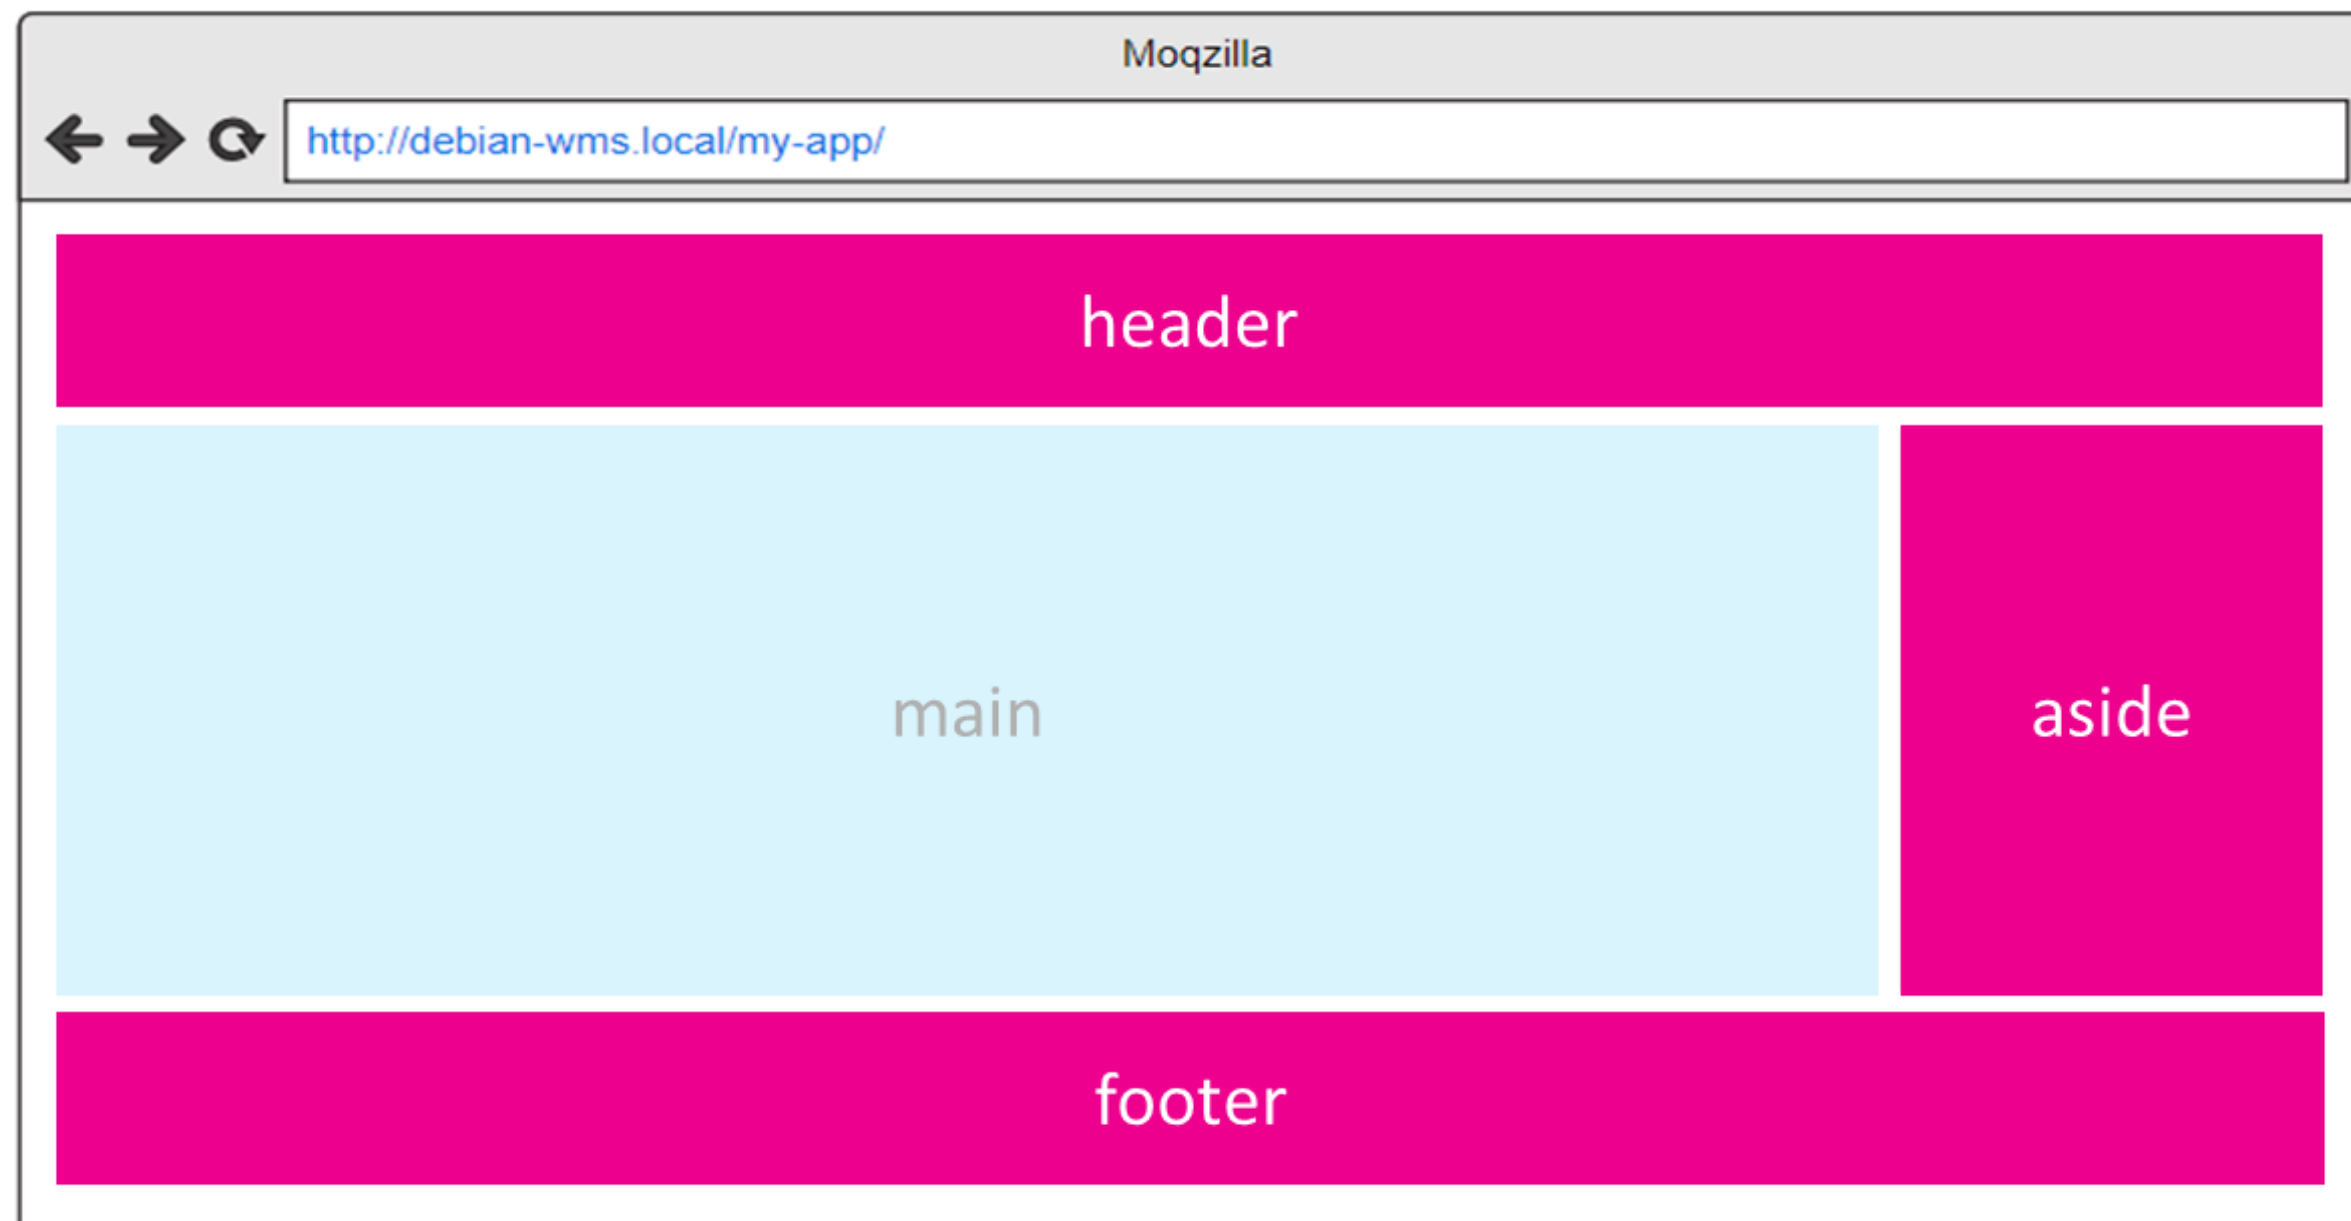 Moqzilla
http://debian-wms.local/my-app/
header
main
aside
footer